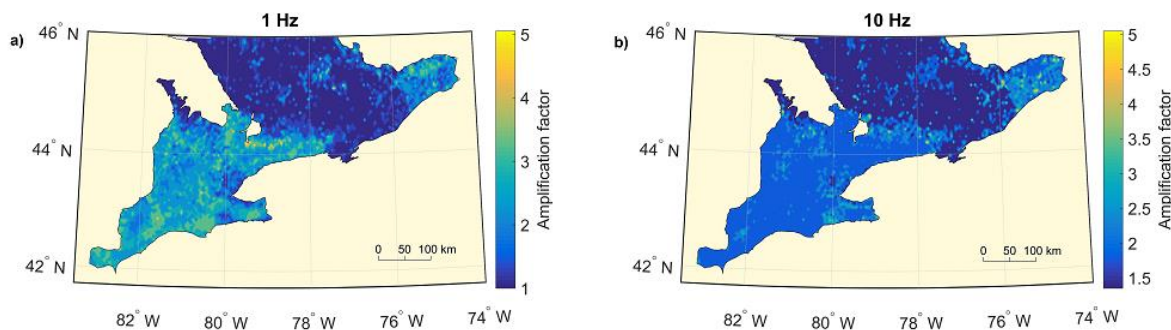 1 Hz
a)
46° N
44° N
42° N
82° W
80° W
78° W
76° W
74° W
0 50 100 km
5
4
3
2
1
Amplification factor
10 Hz
b)
46° N
44° N
42° N
82° W
80° W
78° W
76° W
74° W
0 50 100 km
5
4.5
4
3.5
3
2.5
2
1.5
Amplification factor